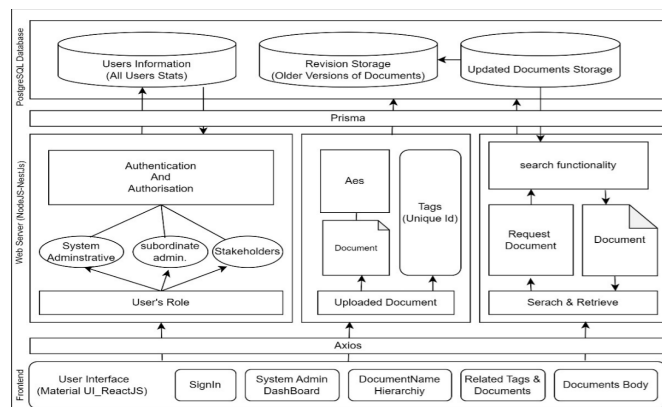 PostgreSQL Database
Users Information
(All Users Stats)
Revision Storage
(Older Versions of Documents)
Updated Documents Storage
Prisma
Web Server (NodeJS-NestJs)
Authentication
And
Authorisation
System
Adminstrative
subordinate
admin.
Stakeholders
User's Role
Aes
Document
Tags
(Unique Id)
Uploaded Document
search functionality
Request
Document
Document
Serach & Retrieve
Axios
Frontend
User Interface
(Material UI_ReactJS)
SignIn
System Admin
DashBoard
DocumentName
Hierarchiy
Related Tags &
Documents
Documents Body